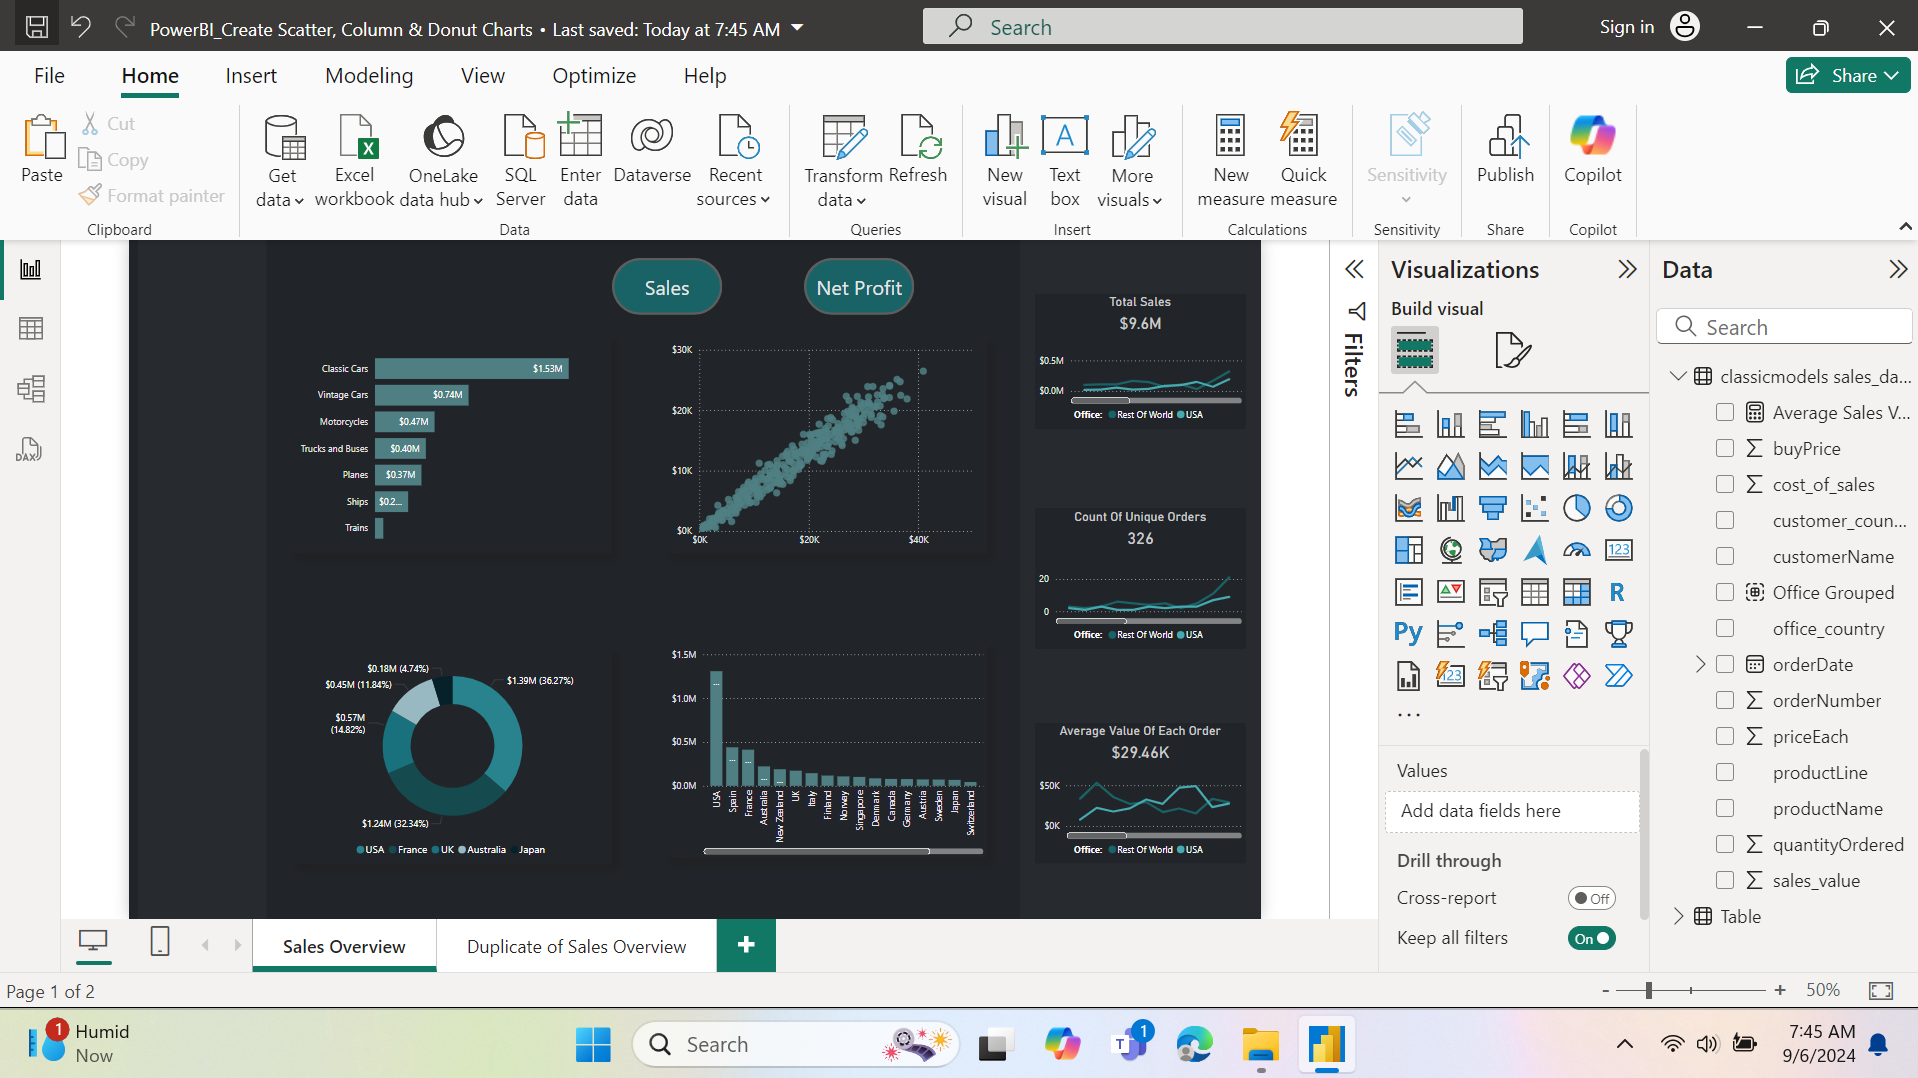 PowerBI_Create Scatter, Column & Donut Charts • Last saved: Today at 7:45 AM
Search
Sign in
File Home Insert Modeling View Optimize Help
Share
Paste
Cut
Copy
Format painter
Clipboard
Get data
Excel workbook
OneLake data hub
SQL Server
Enter data
Dataverse
Recent sources
Data
Transform data
Refresh
Queries
New visual
Text box
More visuals
Insert
New measure
Quick measure
Calculations
Sensitivity
Sensitivity
Publish
Share
Copilot
Copilot
Sales
Net Profit
Classic Cars $1.53M
Vintage Cars $0.74M
Motorcycles $0.47M
Trucks and Buses $0.40M
Planes $0.37M
Ships $0.2...
Trains
$30K
$20K
$10K
$0K
$0K $20K $40K
Total Sales
$9.6M
$0.5M
$0.0M
Office: Rest Of World USA
Count Of Unique Orders
326
20
0
Office: Rest Of World USA
$0.18M (4.74%)
$0.45M (11.84%)
$0.57M
(14.82%)
$1.39M (36.27%)
$1.24M (32.34%)
USA France UK Australia Japan
$1.5M
$1.0M
$0.5M
$0.0M
USA
Spain
France
Australia
New Zealand
UK
Italy
Finland
Norway
Singapore
Denmark
Canada
Germany
Austria
Sweden
Japan
Switzerland
Average Value Of Each Order
$29.46K
$50K
$0K
Office: Rest Of World USA
Filters
Visualizations
Build visual
123
R
Py
123
...
Values
Add data fields here
Drill through
Cross-report Off
Keep all filters On
Data
Search
classicmodels sales_da...
Average Sales V...
buyPrice
cost_of_sales
customer_coun...
customerName
Office Grouped
office_country
orderDate
orderNumber
priceEach
productLine
productName
quantityOrdered
sales_value
Table
DAX
Sales Overview
Duplicate of Sales Overview
+
Page 1 of 2
- + 50%
1
Humid
Now
Search
T
1
7:45 AM
9/6/2024